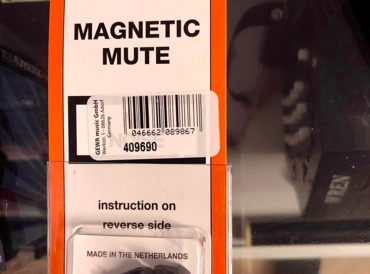 MAGNETIC
MUTE
GEWA music GmbH
Germany
046662 089867
409690
instruction on
reverse side
MADE IN THE NETHERLANDS